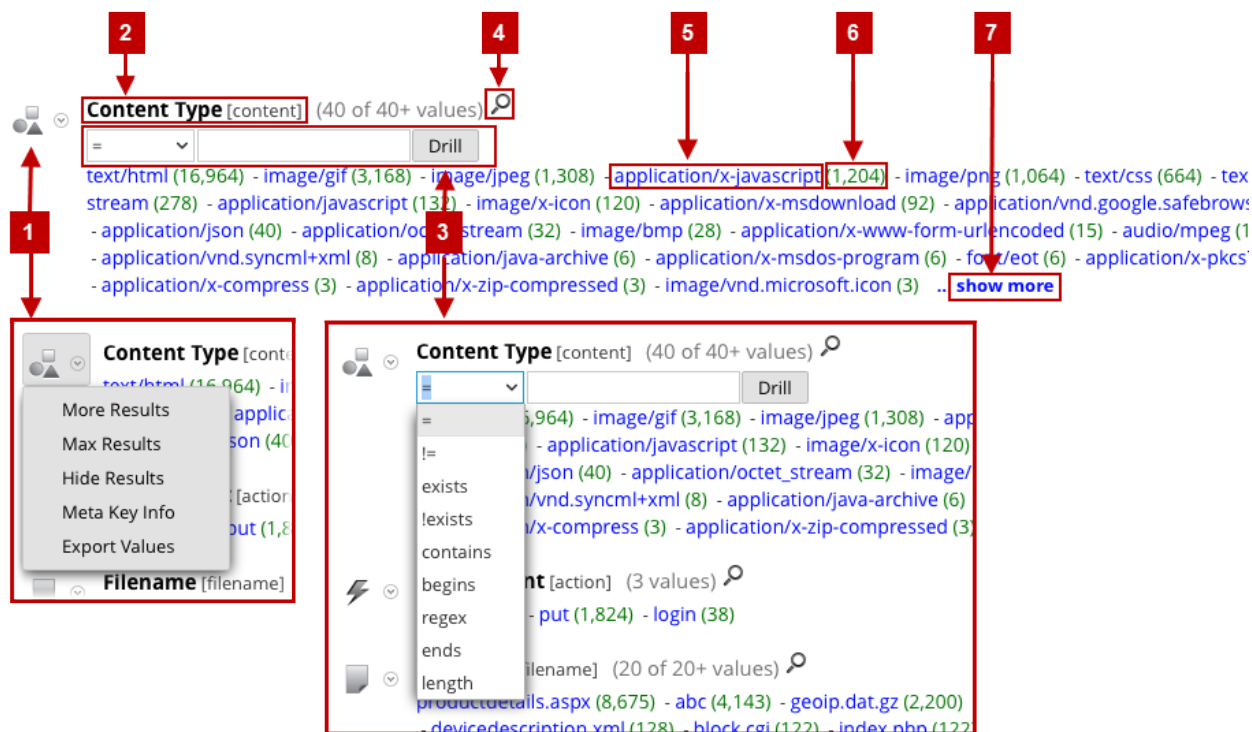 2 4 5 6 7
Content Type [content] (40 of 40+ values)
= Drill
text/html (16,964) - image/gif (3,168) - image/jpeg (1,308) - application/x-javascript (1,204) - image/png (1,064) - text/css (664) - tex
stream (278) - application/javascript (132) - image/x-icon (120) - application/x-msdownload (92) - application/vnd.google.safebrows
1 - application/json (40) - application/oc 3 stream (32) - image/bmp (28) - application/x-www-form-urlencoded (15) - audio/mpeg (1
- application/vnd.syncml+xml (8) - application/java-archive (6) - application/x-msdos-program (6) - font/eot (6) - application/x-pkcs7
- application/x-compress (3) - application/x-zip-compressed (3) - image/vnd.microsoft.icon (3) .. show more
Content Type [conte
text/html (16,964) - i
More Results applic
Max Results son (40
Hide Results [action
Meta Key Info put (1,8
Export Values
Filename [filename]
Content Type [content] (40 of 40+ values)
= Drill
= 5,964) - image/gif (3,168) - image/jpeg (1,308) - app
!= - application/javascript (132) - image/x-icon (120)
/json (40) - application/octet_stream (32) - image/
exists /vnd.syncml+xml (8) - application/java-archive (6)
!exists /x-compress (3) - application/x-zip-compressed (3)
contains
begins nt [action] (3 values)
regex - put (1,824) - login (38)
ends filename] (20 of 20+ values)
length
productdetails.aspx (8,675) - abc (4,143) - geoip.dat.gz (2,200)
- devicedescription.xml (128) - block.cgi (122) - index.php (122